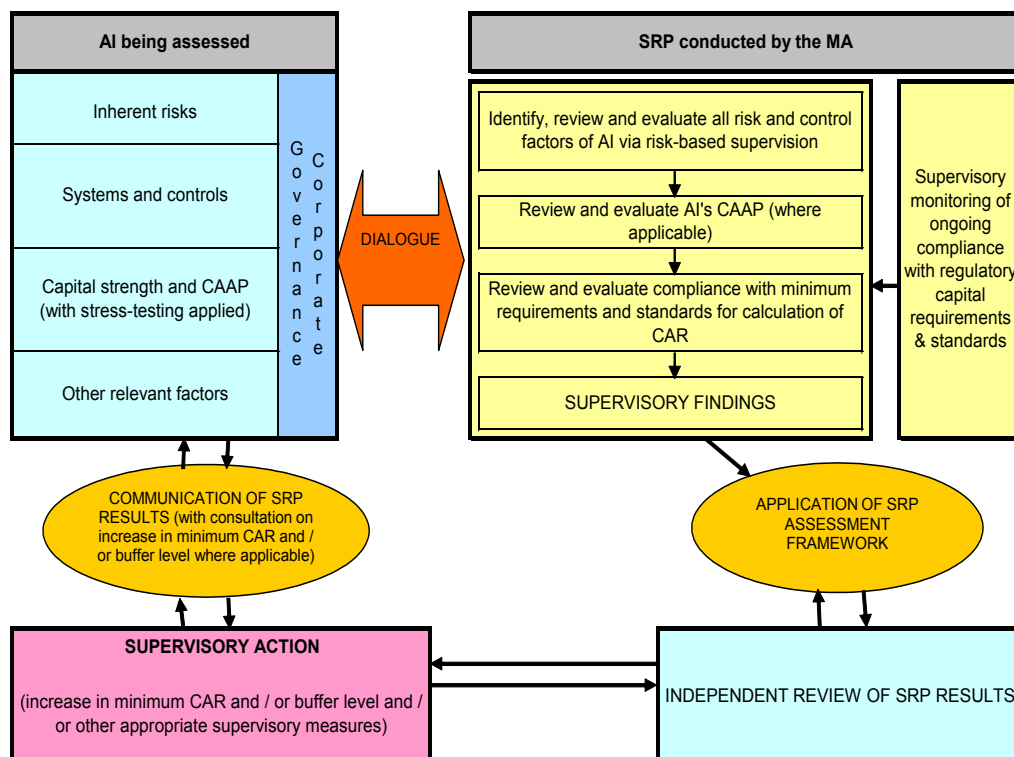 AI being assessed
SRP conducted by the MA
Inherent risks
Systems and controls
Capital strength and CAAP
(with stress-testing applied)
Other relevant factors
Corporate
Governance
DIALOGUE
Identify, review and evaluate all risk and control
factors of AI via risk-based supervision
Review and evaluate AI's CAAP (where
applicable)
Review and evaluate compliance with minimum
requirements and standards for calculation of
CAR
SUPERVISORY FINDINGS
Supervisory
monitoring of
ongoing
compliance
with regulatory
capital
requirements
& standards
COMMUNICATION OF SRP
RESULTS (with consultation on
increase in minimum CAR and /
or buffer level where applicable)
APPLICATION OF SRP
ASSESSMENT
FRAMEWORK
SUPERVISORY ACTION
(increase in minimum CAR and / or buffer level and /
or other appropriate supervisory measures)
INDEPENDENT REVIEW OF SRP RESULTS